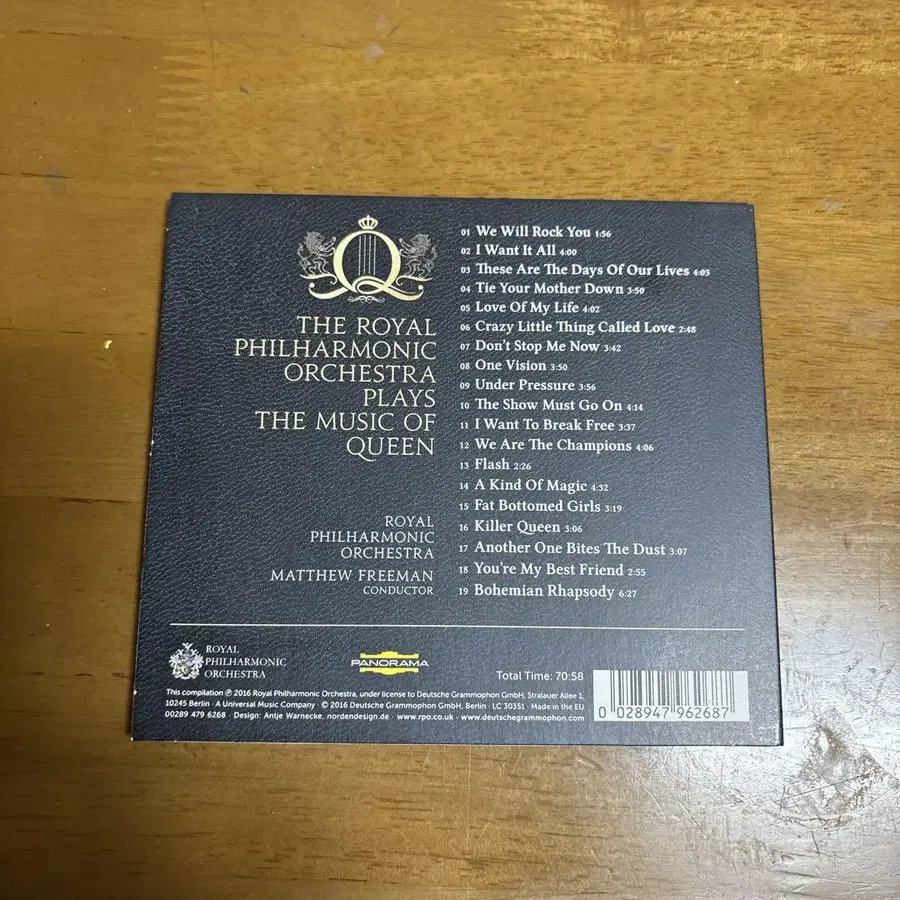 Q
THE ROYAL
PHILHARMONIC
ORCHESTRA
PLAYS
THE MUSIC OF
QUEEN
ROYAL
PHILHARMONIC
ORCHESTRA
MATTHEW FREEMAN
CONDUCTOR
01 We Will Rock You 1:56
02 I Want It All 4:00
03 These Are The Days Of Our Lives 4:03
04 Tie Your Mother Down 3:50
05 Love Of My Life 4:02
06 Crazy Little Thing Called Love 2:48
07 Don't Stop Me Now 3:42
08 One Vision 3:50
09 Under Pressure 3:56
10 The Show Must Go On 4:14
11 I Want To Break Free 3:37
12 We Are The Champions 4:06
13 Flash 2:26
14 A Kind Of Magic 4:32
15 Fat Bottomed Girls 3:19
16 Killer Queen 3:06
17 Another One Bites The Dust 3:07
18 You're My Best Friend 2:55
19 Bohemian Rhapsody 6:27
ROYAL
PHILHARMONIC
ORCHESTRA
PANORAMA
Total Time: 70:58
This compilation ℗ 2016 Royal Philharmonic Orchestra, under license to Deutsche Grammophon GmbH, Stralauer Allee 1,
10245 Berlin · A Universal Music Company · © 2016 Deutsche Grammophon GmbH, Berlin · LC 30351 · Made in the EU
00289 479 6268 · Design: Antje Warnecke, nordendesign.de · www.rpo.co.uk · www.deutschegrammophon.com
0 028947 962687